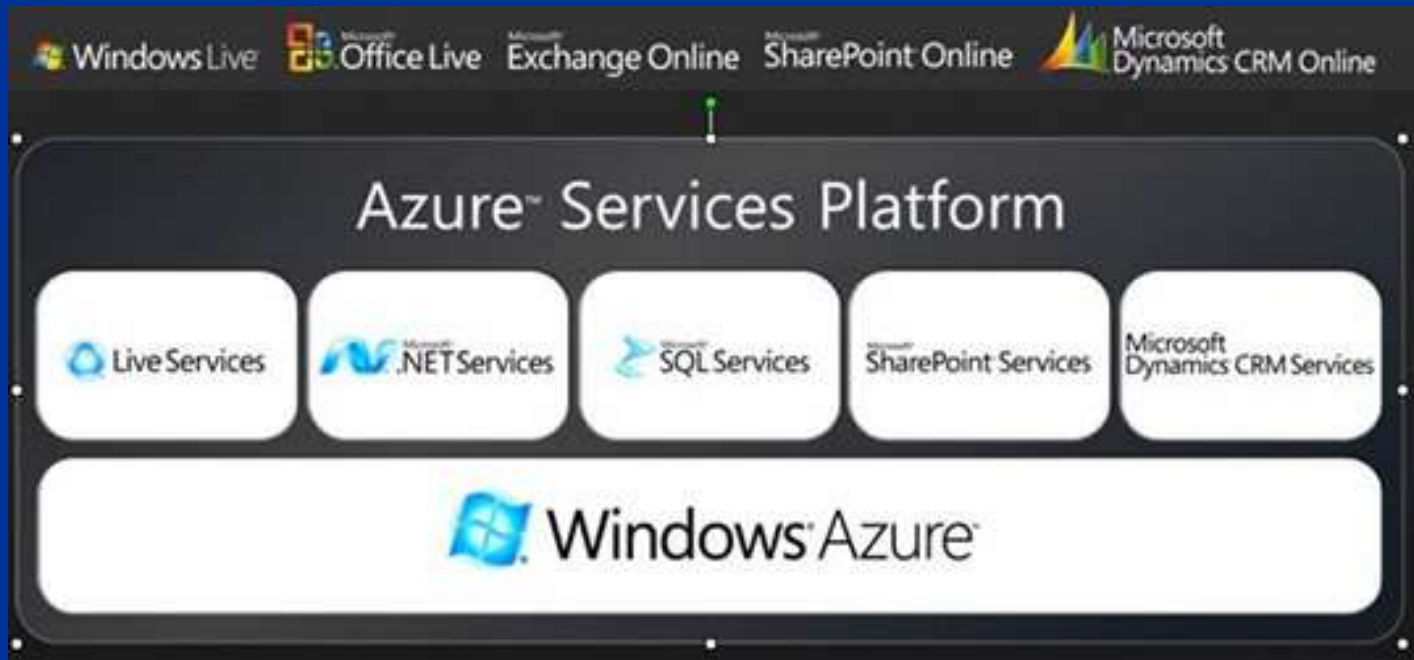 Windows Live Microsoft Office Live Microsoft Exchange Online Microsoft SharePoint Online Microsoft
Dynamics CRM Online
Azure™ Services Platform
Live Services Microsoft .NET Services Microsoft SQL Services Microsoft SharePoint Services Microsoft
Dynamics CRM Services
Windows® Azure™